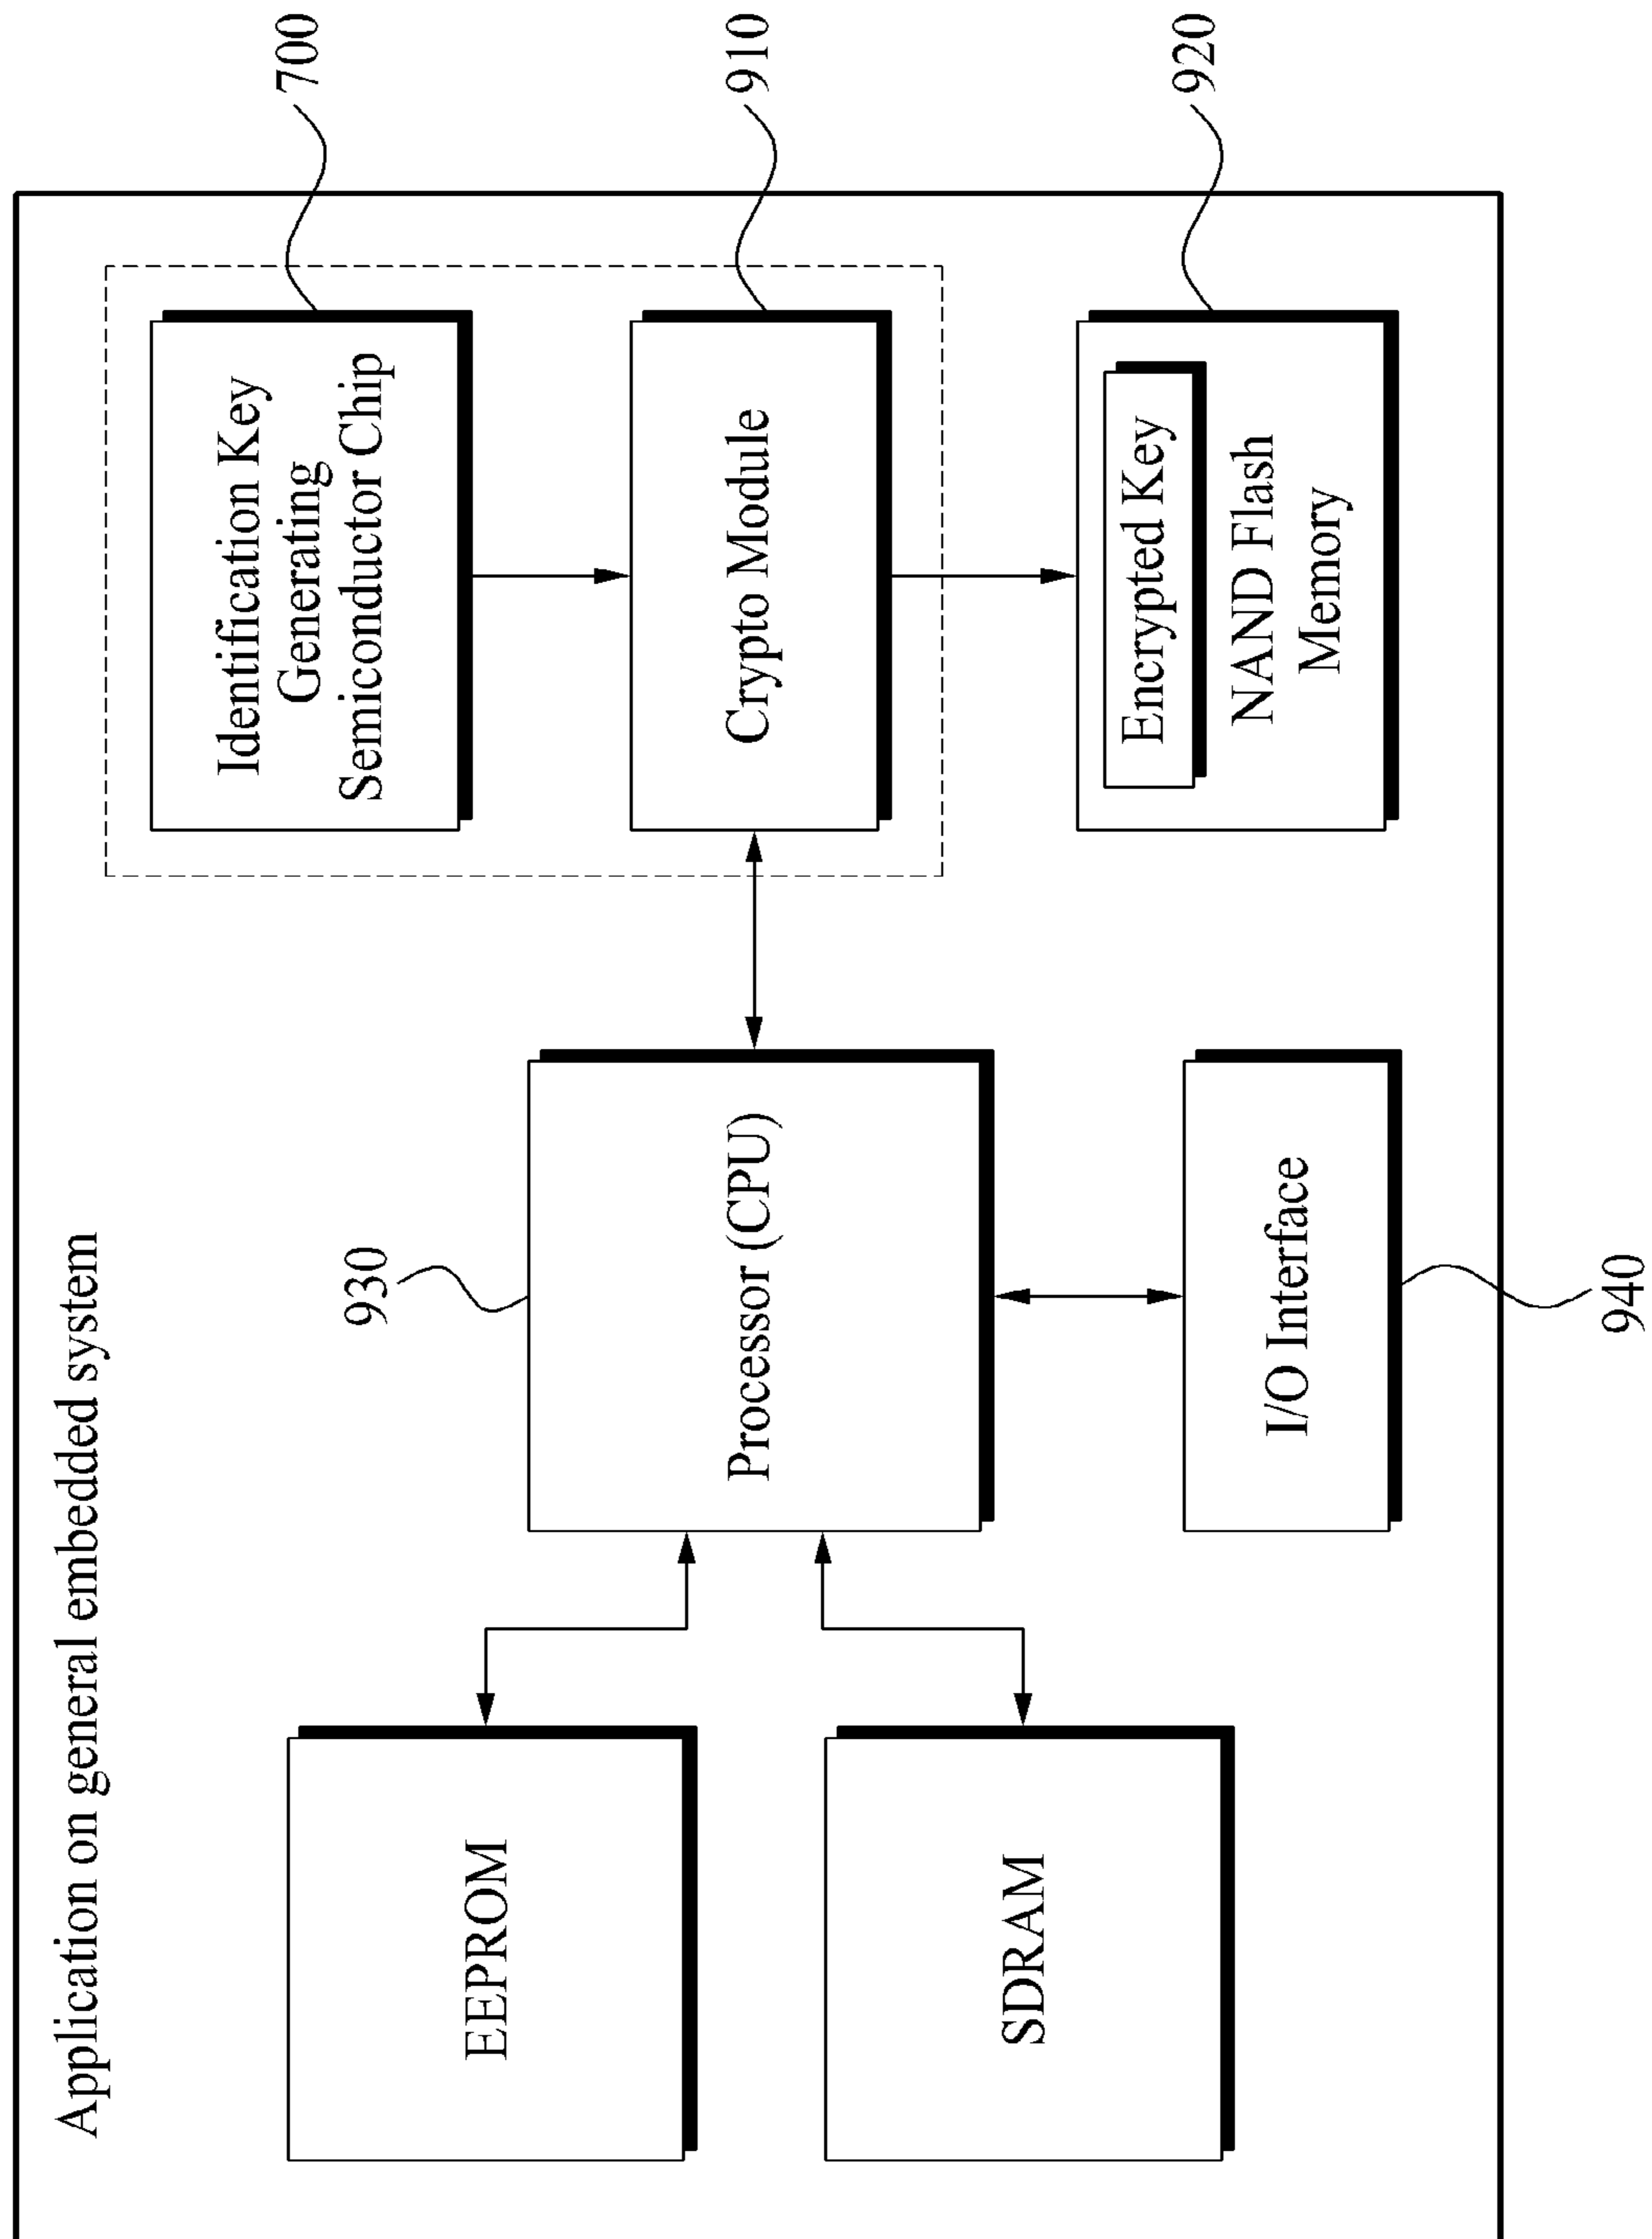 Application on general embedded system
EEPROM
SDRAM
930
Processor (CPU)
I/O Interface
940
Identification Key
Generating
Semiconductor Chip
700
Crypto Module
910
Encrypted Key
NAND Flash
Memory
920